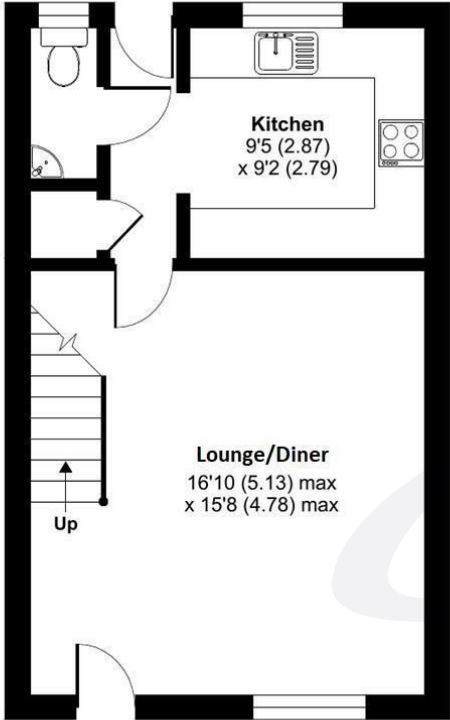 Kitchen
9'5 (2.87)
x 9'2 (2.79)
Lounge/Diner
16'10 (5.13) max
x 15'8 (4.78) max
Up